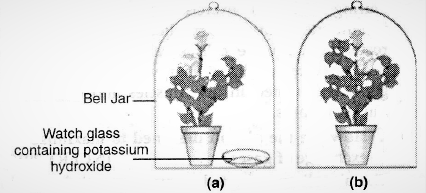 Bell Jar
Watch glass
containing potassium
hydroxide
(a)
(b)